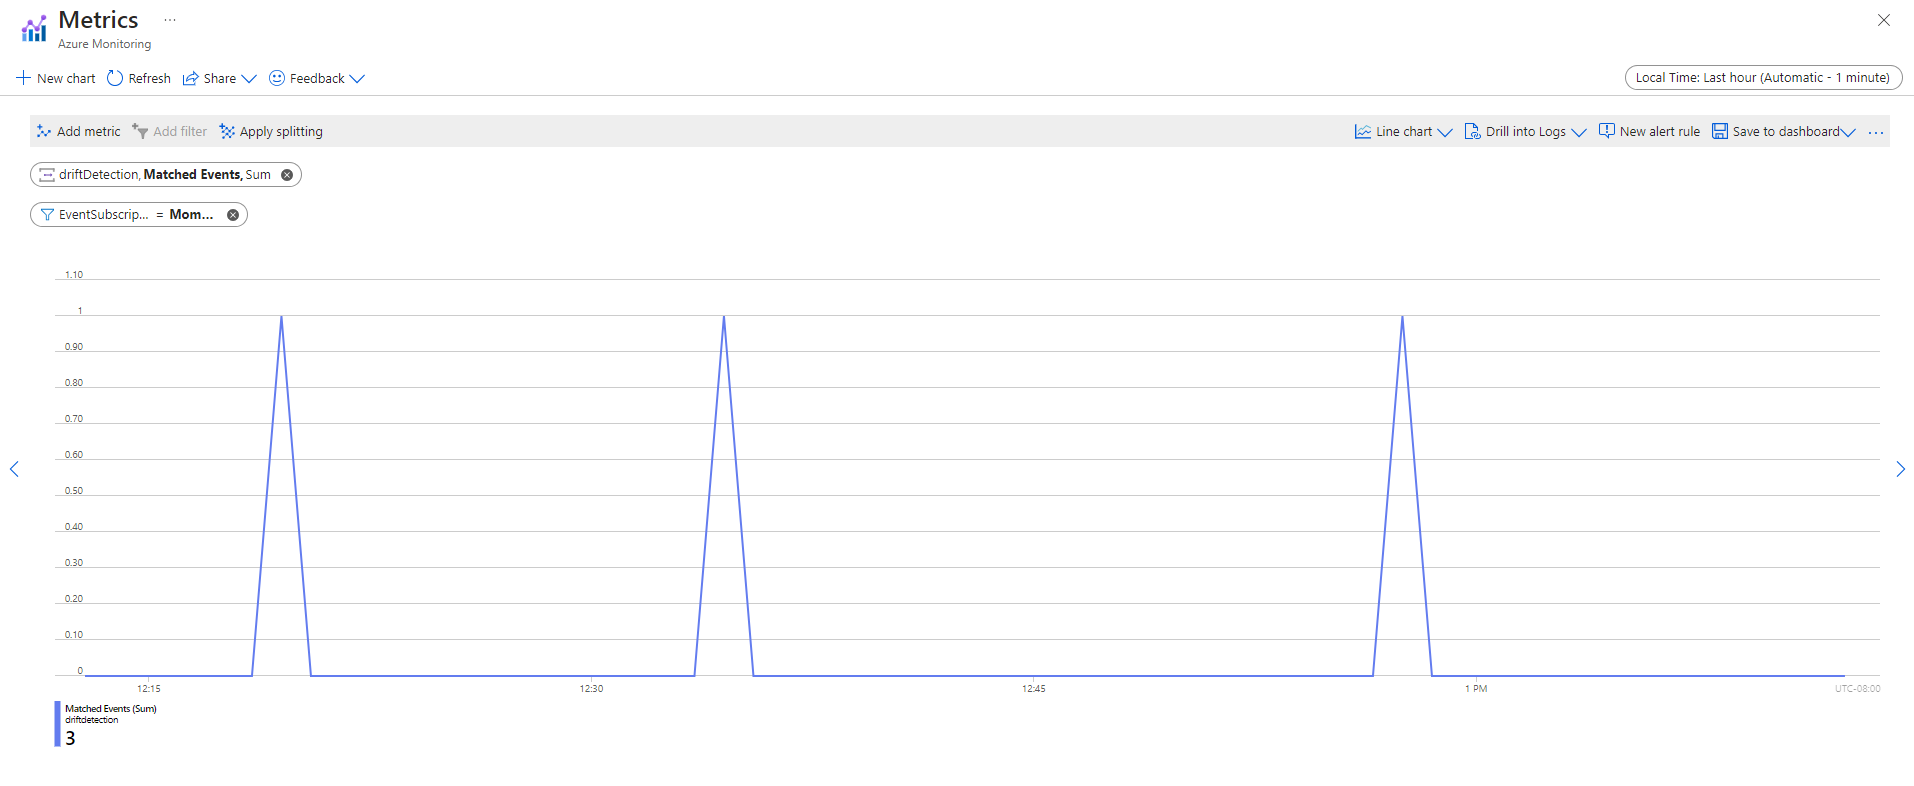 Metrics ...
Azure Monitoring
New chart Refresh Share Feedback
Local Time: Last hour (Automatic - 1 minute)
Add metric Add filter Apply splitting Line chart Drill into Logs New alert rule Save to dashboard ...
driftDetection, Matched Events, Sum
EventSubscrip... = Mom...
1.10
1
0.90
0.80
0.70
0.60
0.50
0.40
0.30
0.20
0.10
0
12:15 12:30 12:45 1 PM UTC-08:00
Matched Events (Sum)
driftdetection
3